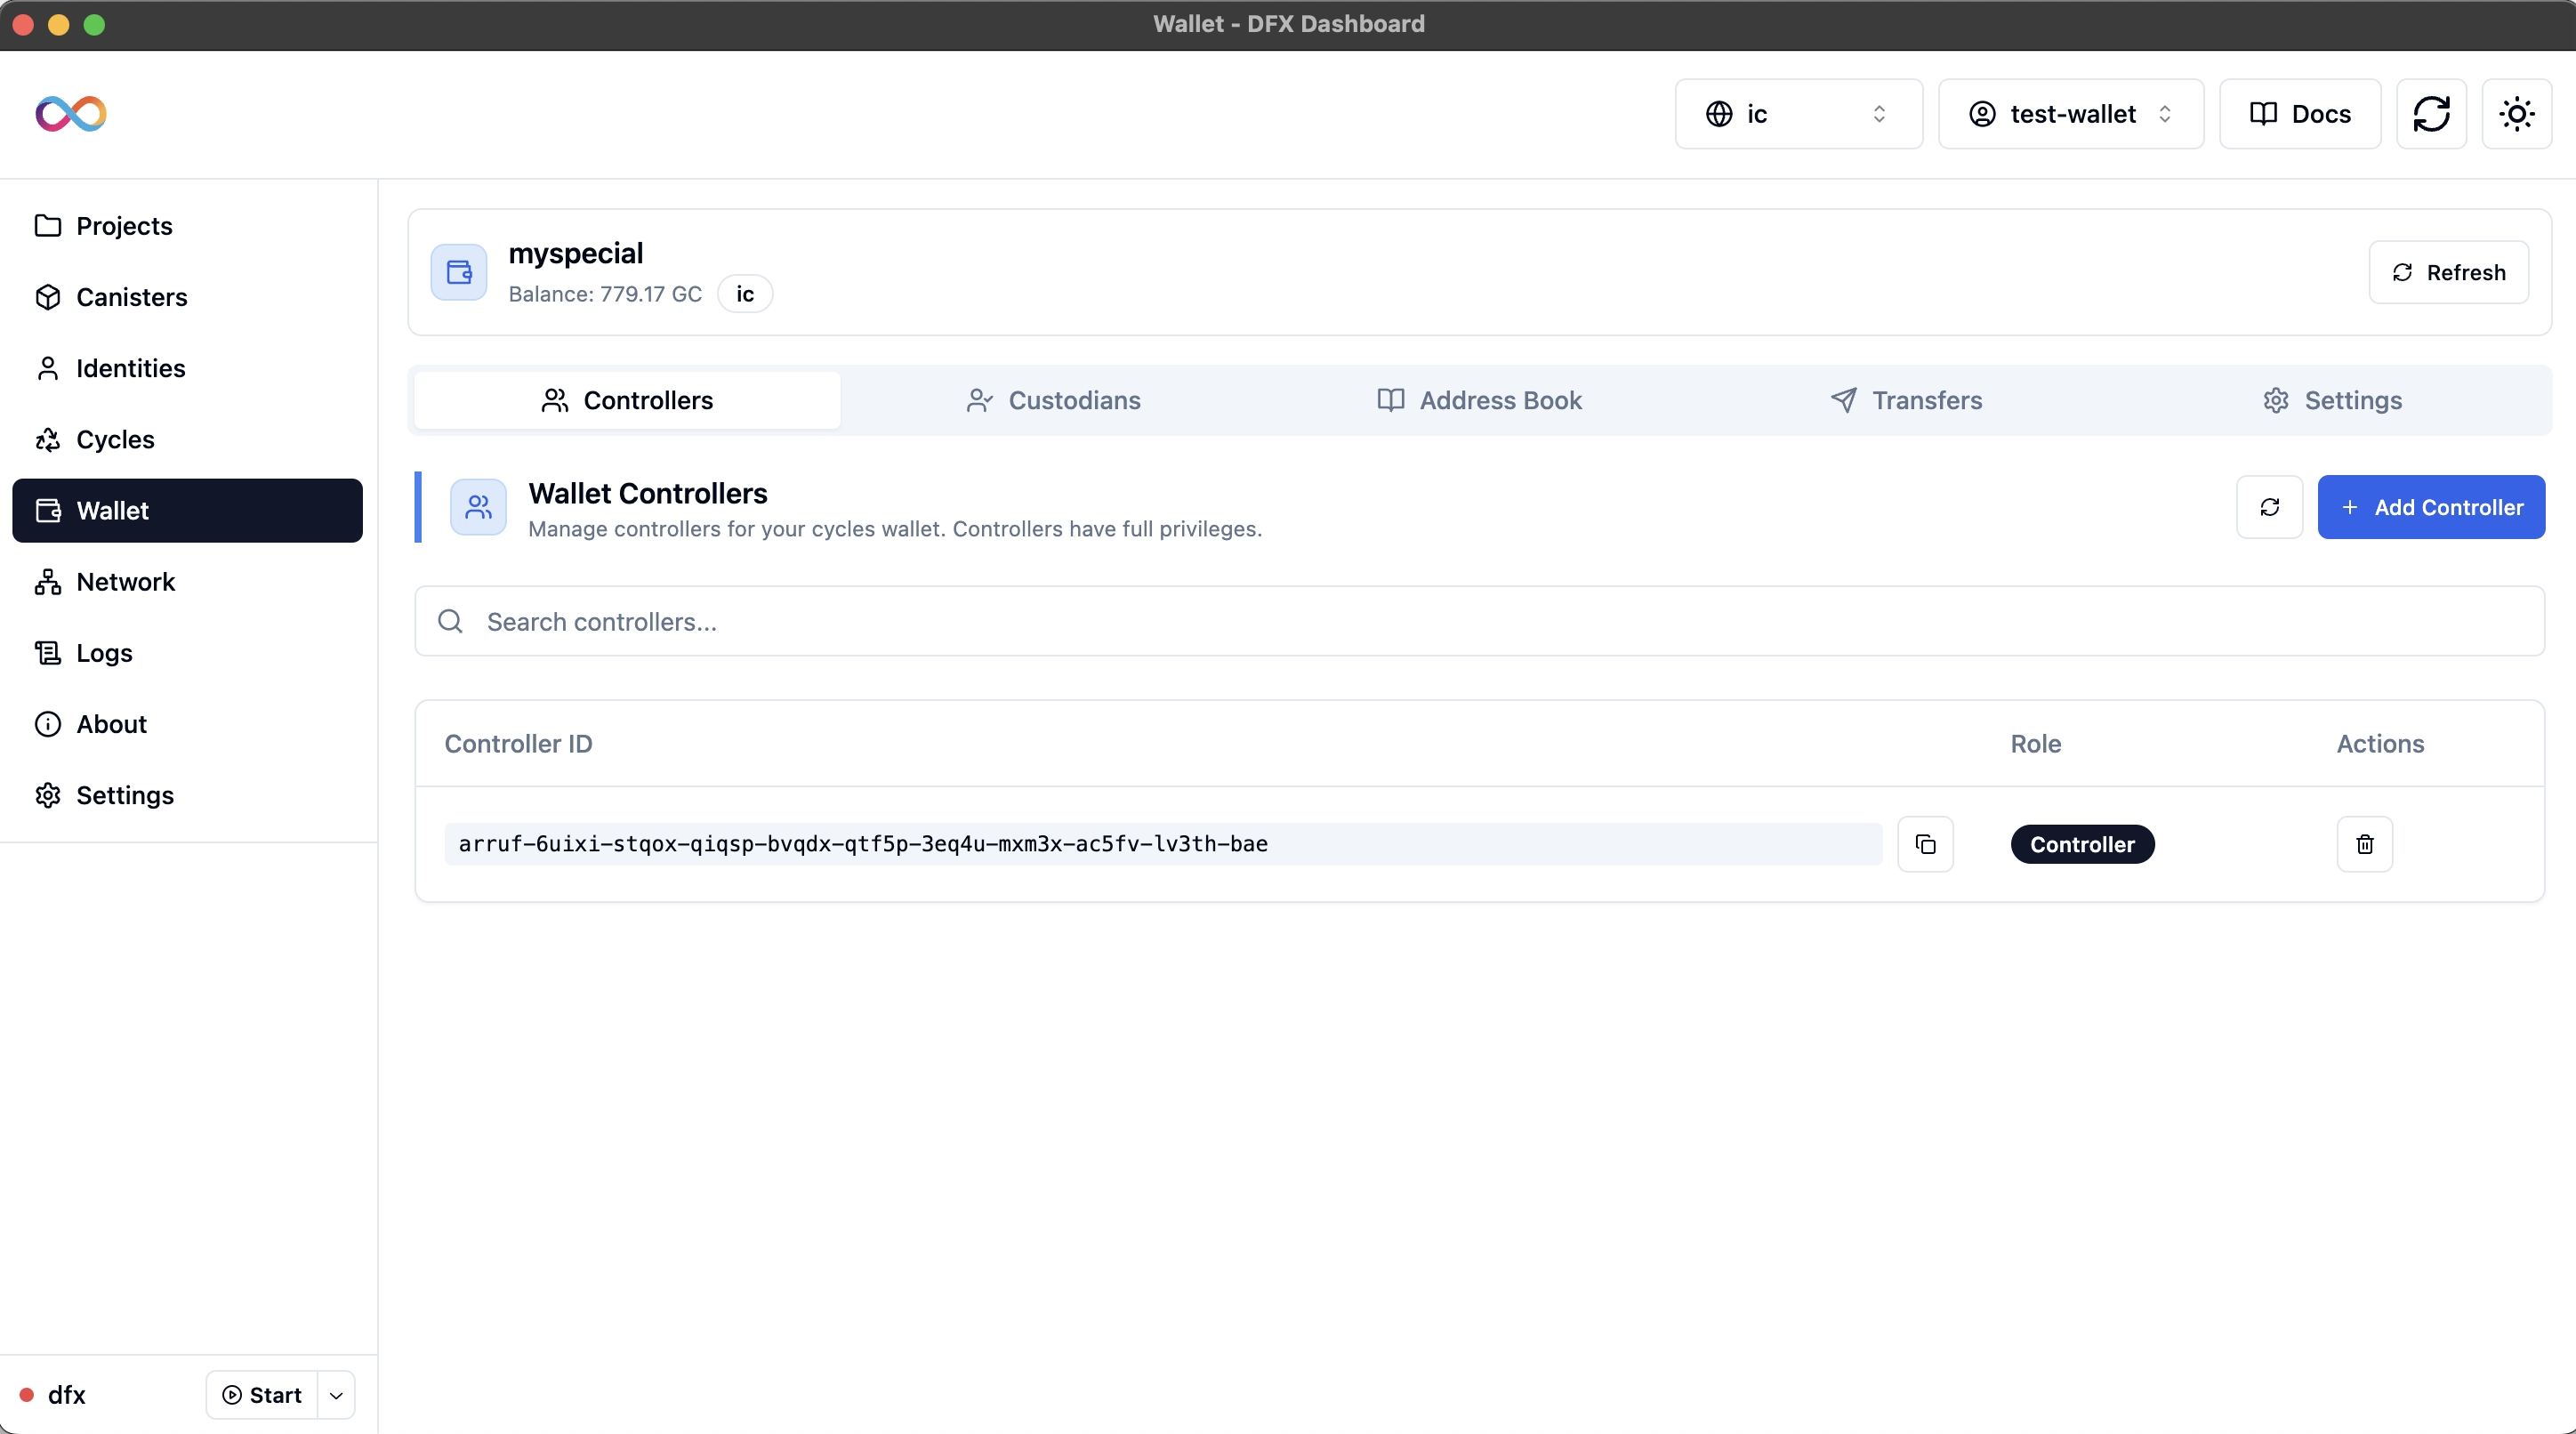 Wallet - DFX Dashboard
ic
test-wallet
Docs
Projects
Canisters
Identities
Cycles
Wallet
Network
Logs
About
Settings
myspecial
Balance: 779.17 GC ic
Refresh
Controllers
Custodians
Address Book
Transfers
Settings
Wallet Controllers
Manage controllers for your cycles wallet. Controllers have full privileges.
Add Controller
Search controllers...
Controller ID Role Actions
arruf-6uixi-stqox-qiqsp-bvqdx-qtf5p-3eq4u-mxm3x-ac5fv-lv3th-bae Controller
dfx
Start